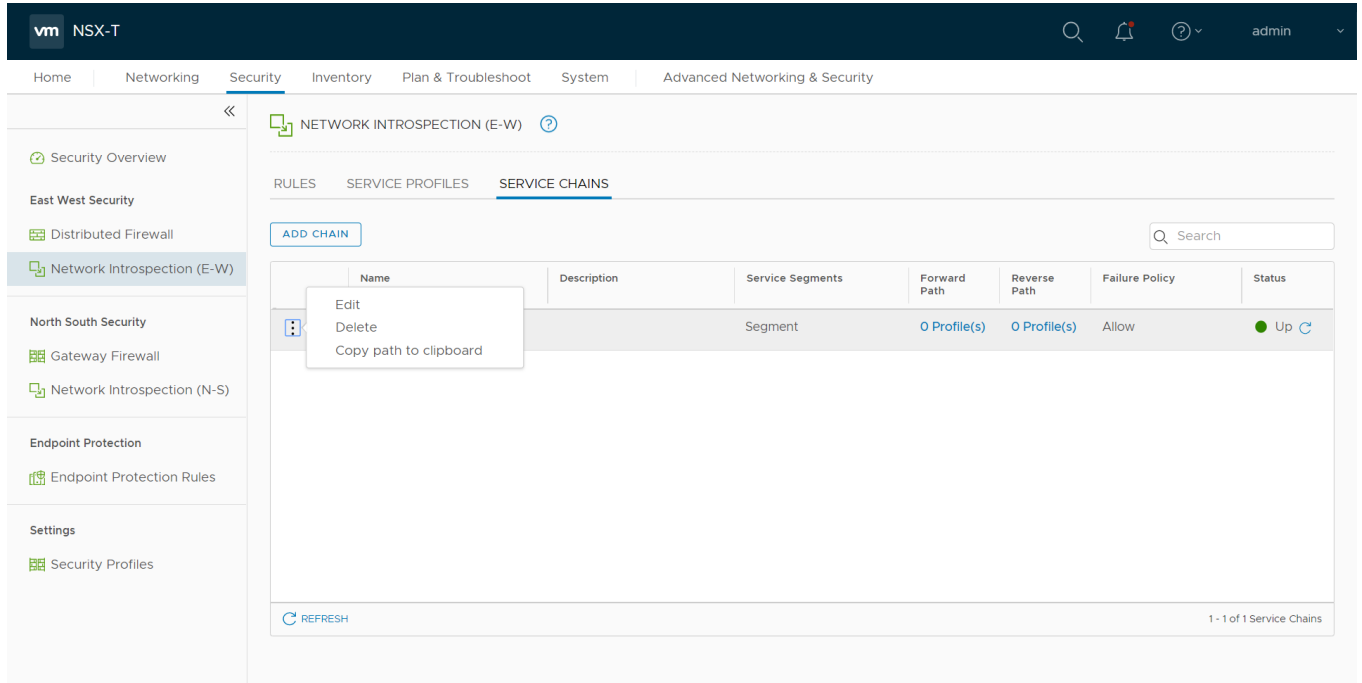 vm NSX-T admin
Home Networking Security Inventory Plan & Troubleshoot System Advanced Networking & Security
NETWORK INTROSPECTION (E-W) ?
Security Overview
East West Security
Distributed Firewall
Network Introspection (E-W)
North South Security
Gateway Firewall
Network Introspection (N-S)
Endpoint Protection
Endpoint Protection Rules
Settings
Security Profiles
RULES SERVICE PROFILES SERVICE CHAINS
ADD CHAIN Search
Name Description Service Segments Forward Path Reverse Path Failure Policy Status
Edit
Delete
Copy path to clipboard
Segment 0 Profile(s) 0 Profile(s) Allow Up
REFRESH 1 - 1 of 1 Service Chains